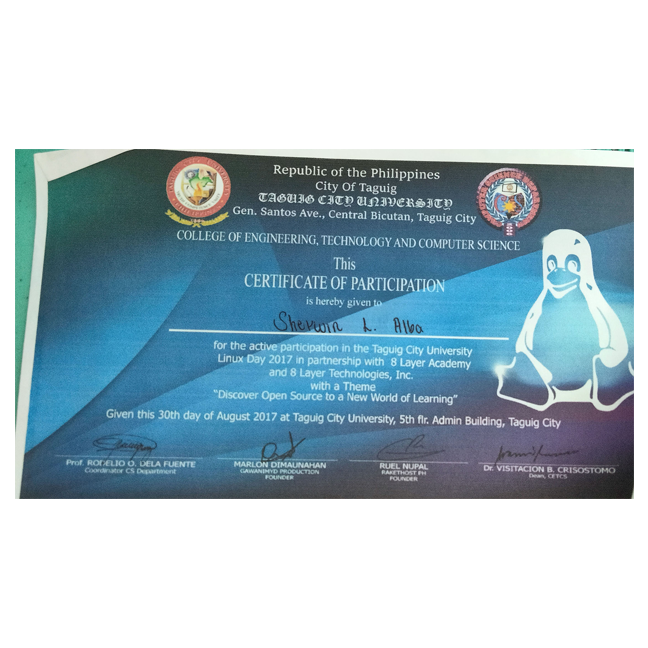 Republic of the Philippines
City Of Taguig
TAGUIG CITY UNIVERSITY
Gen. Santos Ave., Central Bicutan, Taguig City
COLLEGE OF ENGINEERING, TECHNOLOGY AND COMPUTER SCIENCE
This
CERTIFICATE OF PARTICIPATION
is hereby given to
Sherwin L. Alba
for the active participation in the Taguig City University
Linux Day 2017 in partnership with 8 Layer Academy
and 8 Layer Technologies, Inc.
with a Theme
"Discover Open Source to a New World of Learning"
Given this 30th day of August 2017 at Taguig City University, 5th flr. Admin Building, Taguig City
Prof. RODELIO O. DELA FUENTE
Coordinator CS Department
MARLON DIMAUNAHAN
GAWANIMYD PRODUCTION
FOUNDER
RUEL NUPAL
RAKETHOST PH
FOUNDER
Dr. VISITACION B. CRISOSTOMO
Dean, CETCS